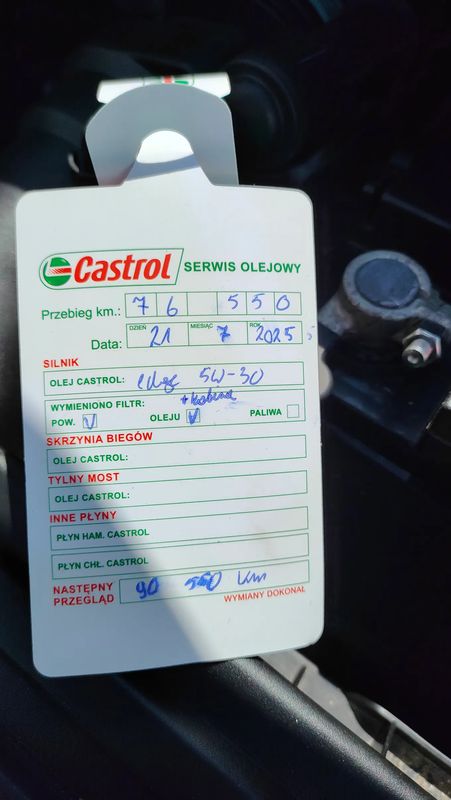 Castrol SERWIS OLEJOWY
Przebieg km.: 76 550
DZIEŃ MIESIĄC ROK
Data: 21 7 2025
SILNIK
OLEJ CASTROL: 5W-30
WYMIENIONO FILTR:
POW. V OLEJU V PALIWA
SKRZYNIA BIEGÓW
OLEJ CASTROL:
TYLNY MOST
OLEJ CASTROL:
INNE PŁYNY
PŁYN HAM. CASTROL
PŁYN CHŁ. CASTROL
NASTĘPNY
PRZEGLĄD 90 550 km
WYMIANY DOKONAŁ